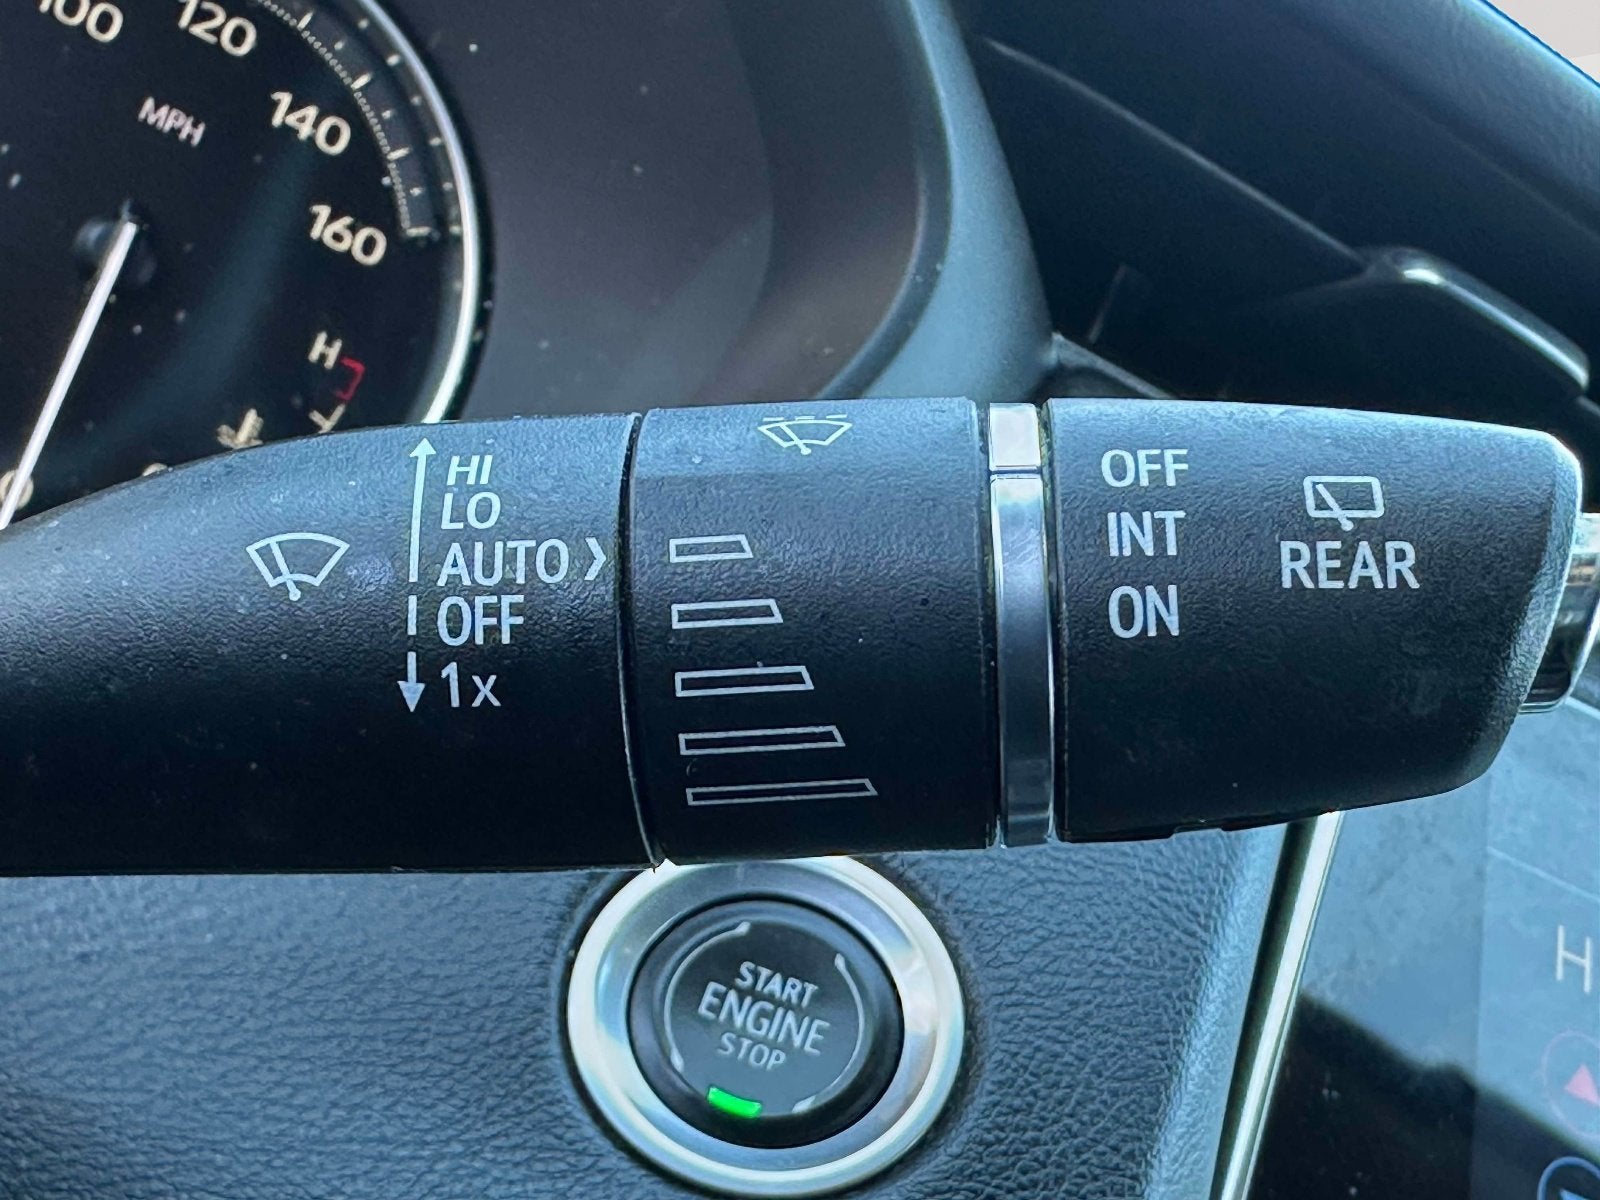 100
120
140
160
MPH
H
HI
LO
AUTO
OFF
1x
OFF
INT
ON
REAR
START
ENGINE
STOP
H